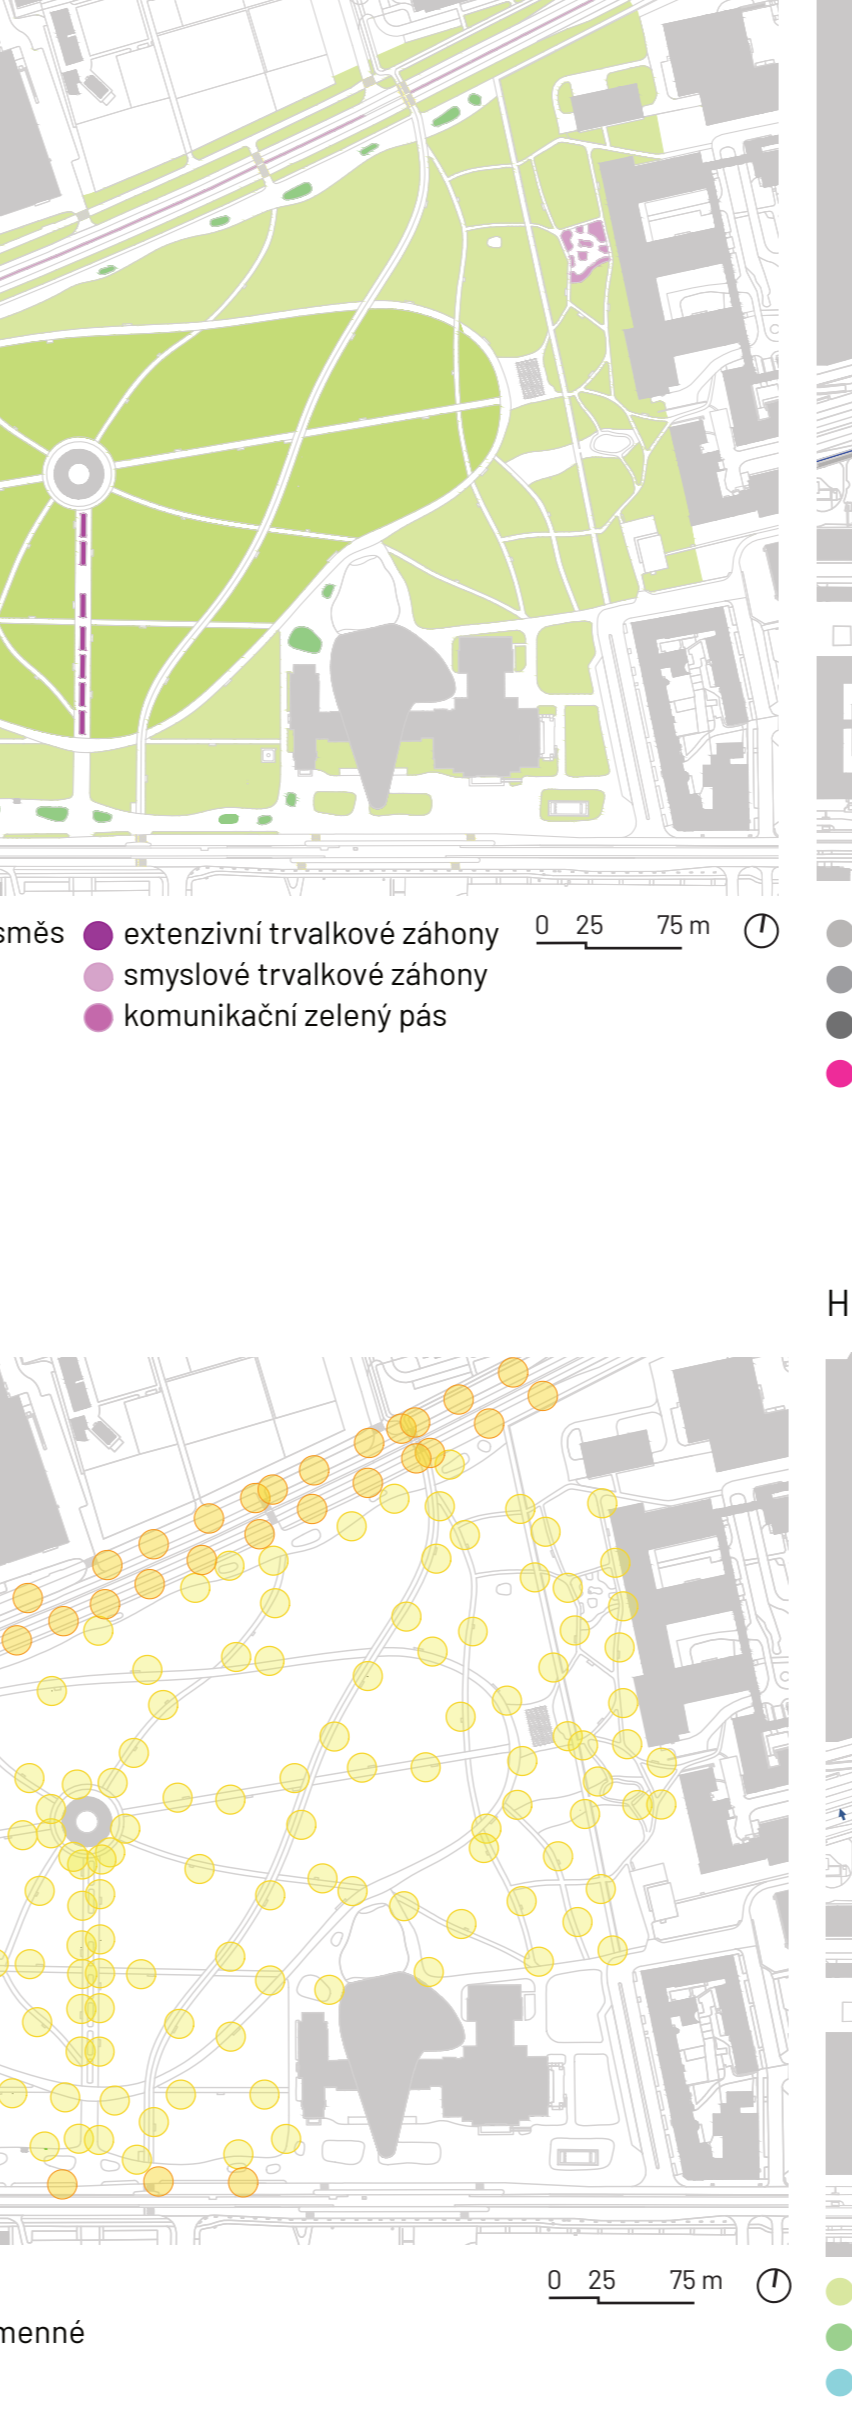 směs
extenzivní trvalkové záhony
smyslové trvalkové záhony
komunikační zelený pás
0 25 75 m
H
0 25 75 m
menné